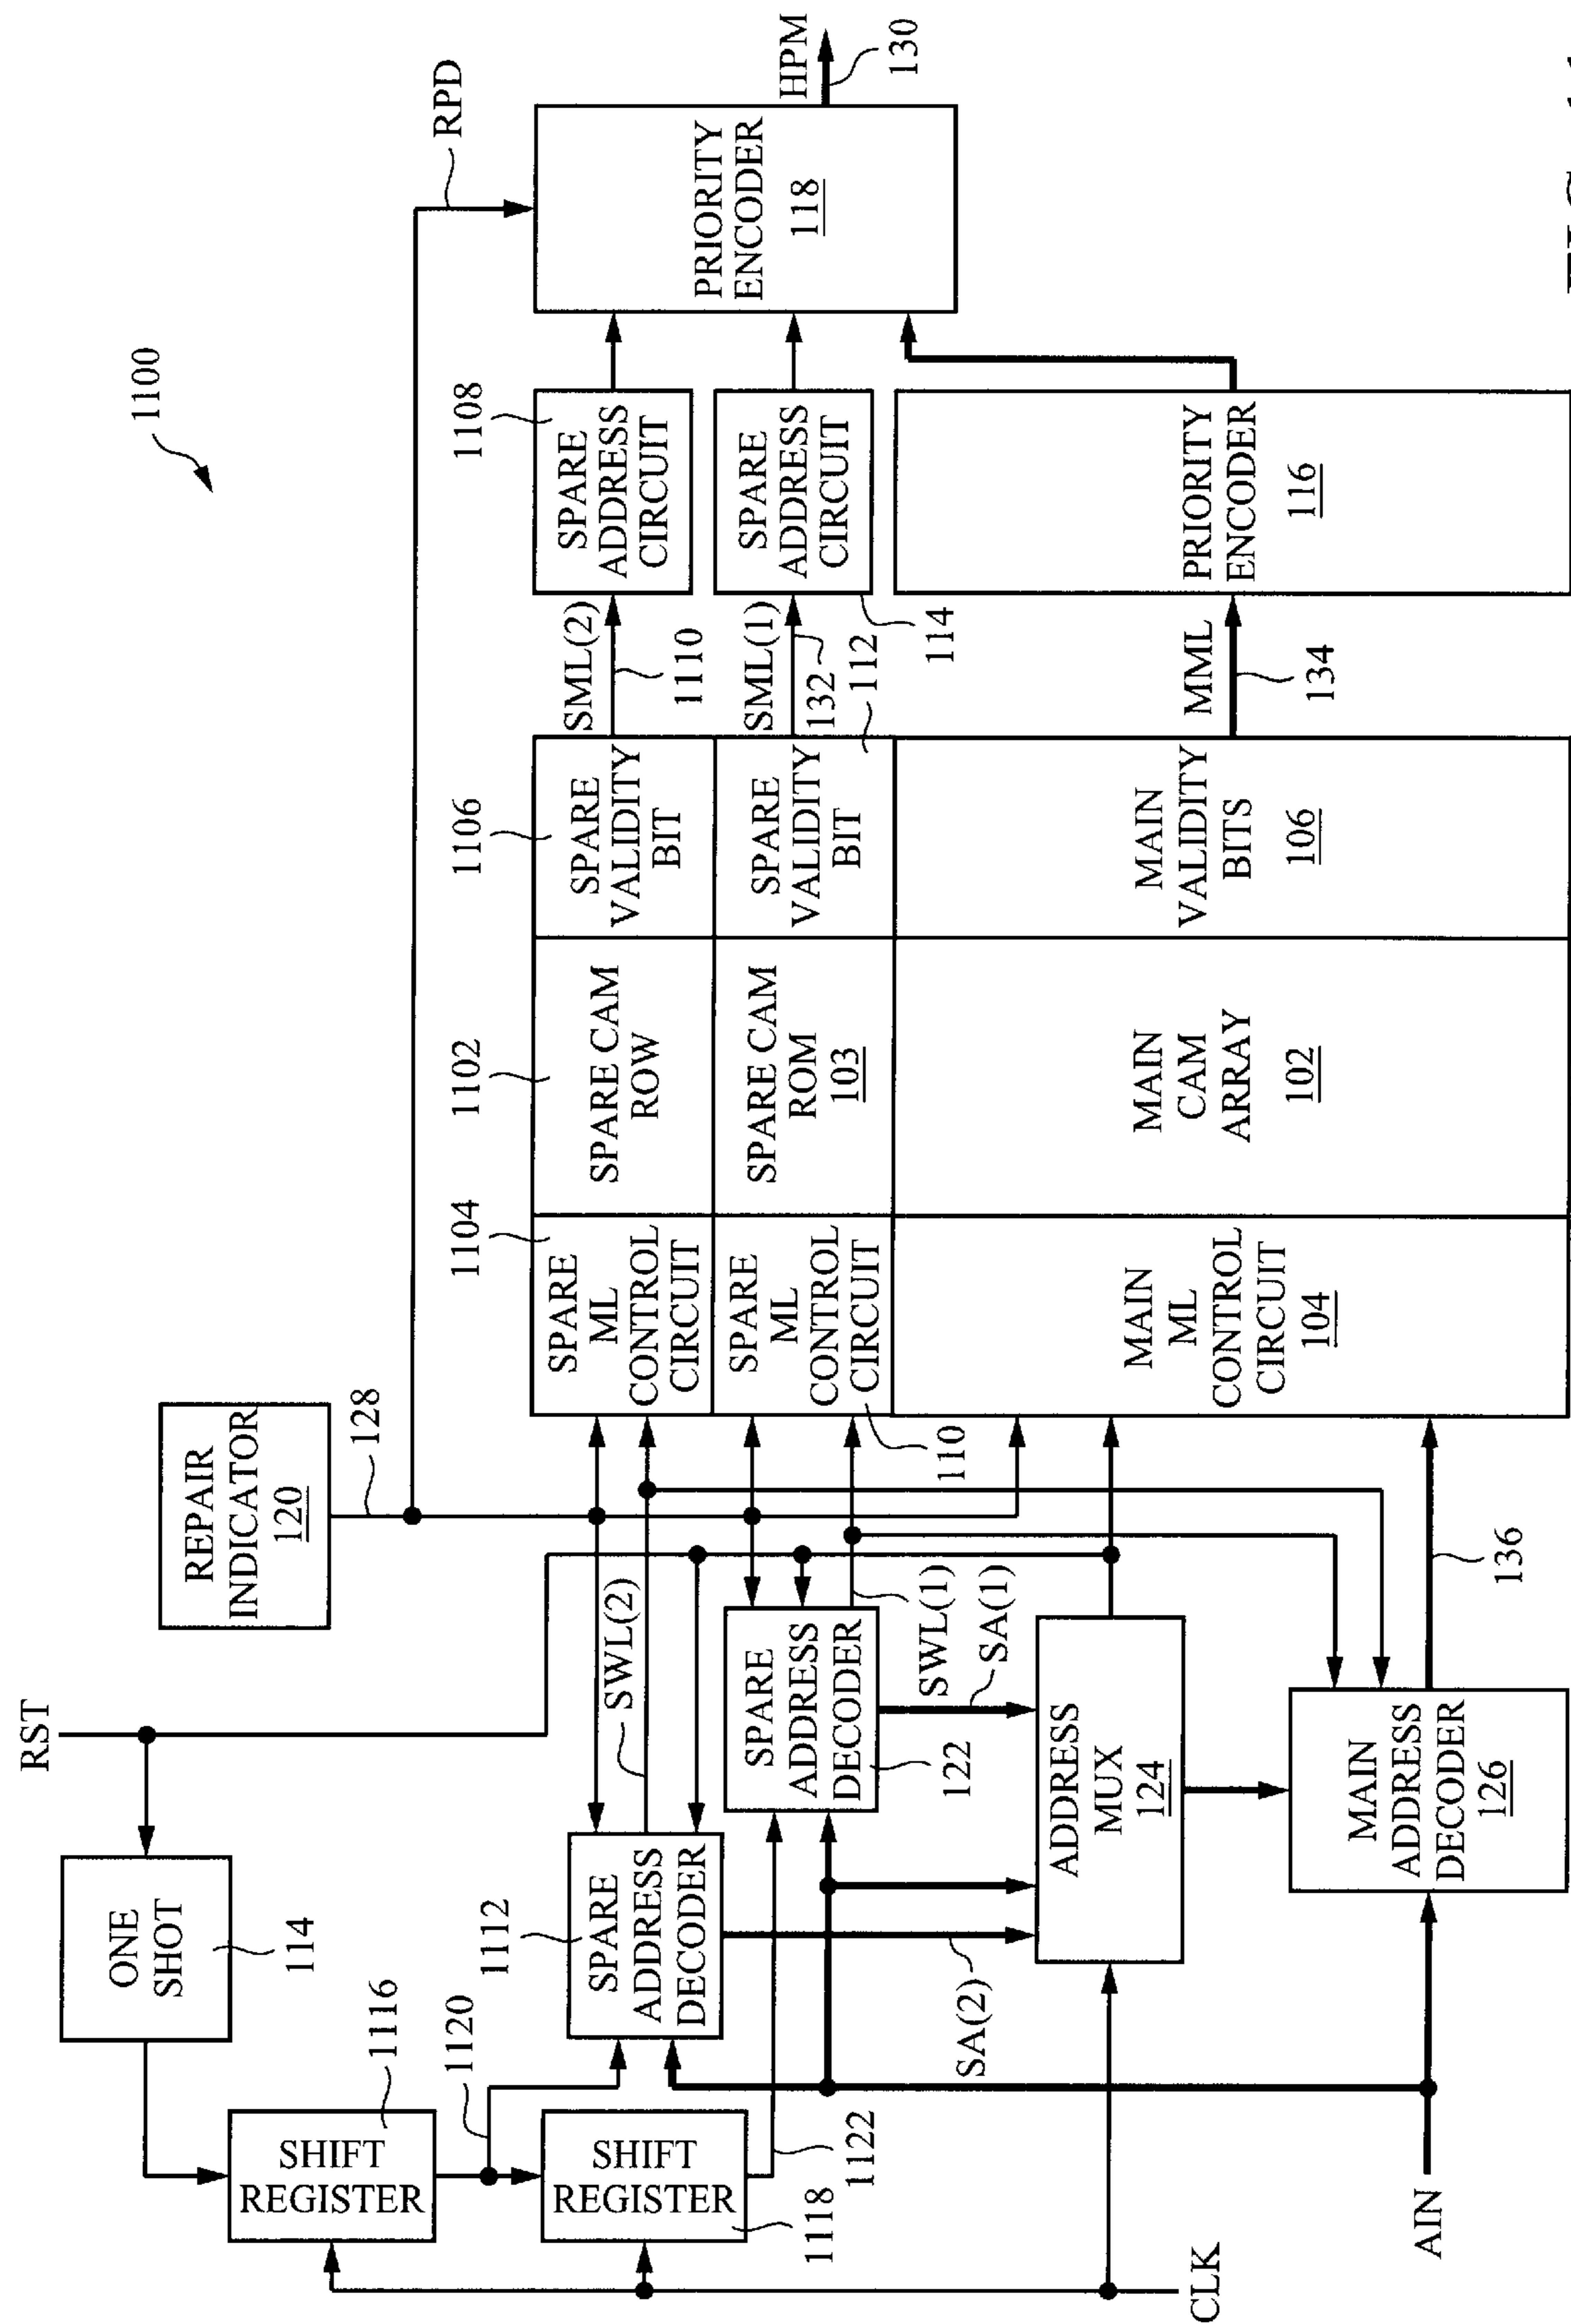 1100
RPD
HPM
130
PRIORITY
ENCODER
118
1108
SPARE
ADDRESS
CIRCUIT
SPARE
ADDRESS
CIRCUIT
114
PRIORITY
ENCODER
116
SML(2)
1110
SML(1)
132
112
MML
134
1106
SPARE
VALIDITY
BIT
SPARE
VALIDITY
BIT
MAIN
VALIDITY
BITS
106
1102
SPARE CAM
ROW
SPARE CAM
ROM
103
MAIN
CAM
ARRAY
102
1104
SPARE
ML
CONTROL
CIRCUIT
SPARE
ML
CONTROL
CIRCUIT
110
MAIN
ML
CONTROL
CIRCUIT
104
REPAIR
INDICATOR
120
128
RST
SWL(2)
SWL(1)
SA(1)
136
SPARE
ADDRESS
DECODER
122
ADDRESS
MUX
124
MAIN
ADDRESS
DECODER
126
ONE
SHOT
114
1112
SPARE
ADDRESS
DECODER
SA(2)
1116
1120
SHIFT
REGISTER
SHIFT
REGISTER
1118
1122
AIN
CLK